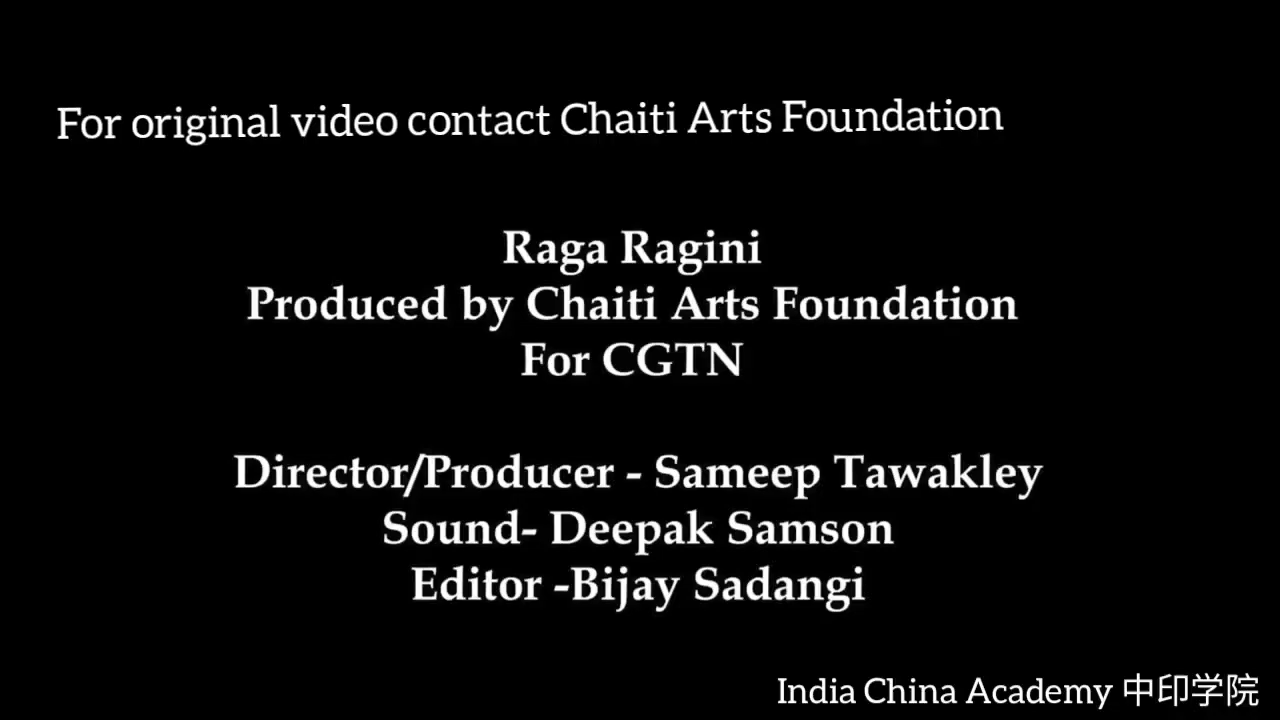 For original video contact Chaiti Arts Foundation
Raga Ragini
Produced by Chaiti Arts Foundation
For CGTN
Director/Producer - Sameep Tawakley
Sound- Deepak Samson
Editor -Bijay Sadangi
India China Academy 中印学院